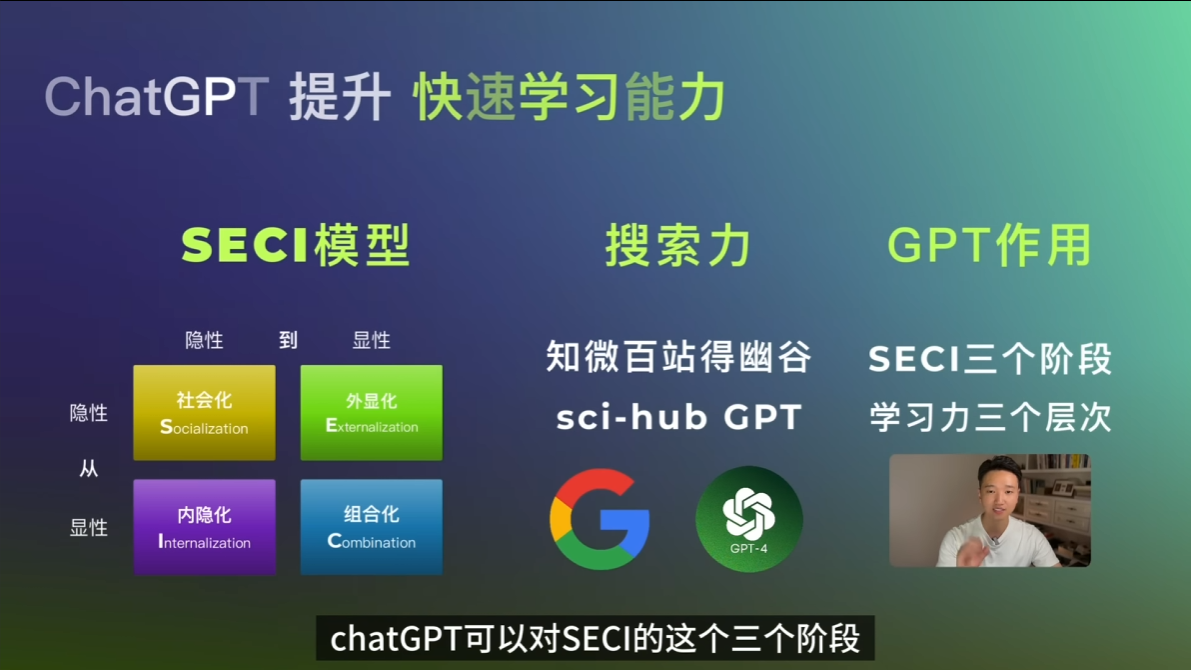 ChatGPT 提升 快速学习能力
SECI模型
搜索力
GPT作用
隐性 到 显性
隐性
从
显性
社会化
Socialization
外显化
Externalization
内隐化
Internalization
组合化
Combination
知微百站得幽谷
sci-hub GPT
GPT-4
SECI三个阶段
学习力三个层次
chatGPT可以对SECI的这个三个阶段